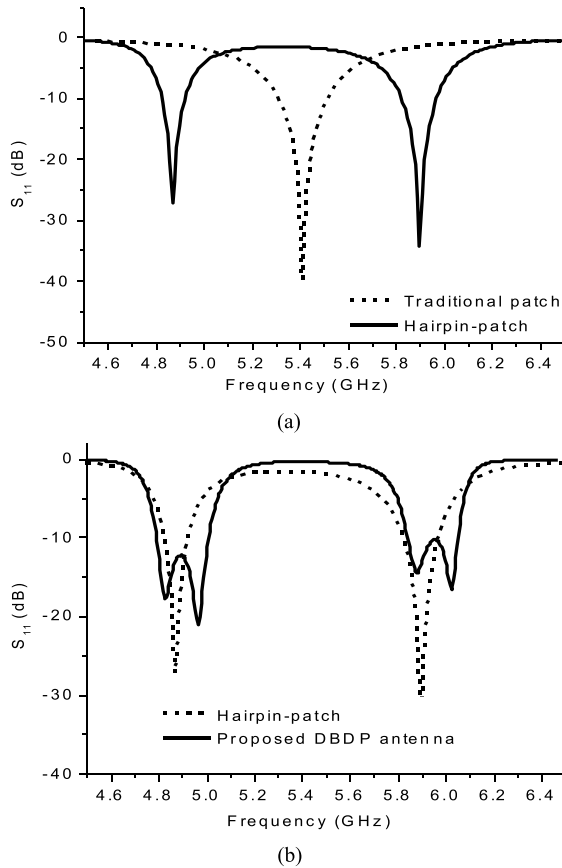 0
-10
-20
-30
-40
-50
S11 (dB)
Traditional patch
Hairpin-patch
4.6 4.8 5.0 5.2 5.4 5.6 5.8 6.0 6.2 6.4
Frequency (GHz)
(a)
0
-10
-20
-30
-40
S11 (dB)
Hairpin-patch
Proposed DBDP antenna
4.6 4.8 5.0 5.2 5.4 5.6 5.8 6.0 6.2 6.4
Frequency (GHz)
(b)